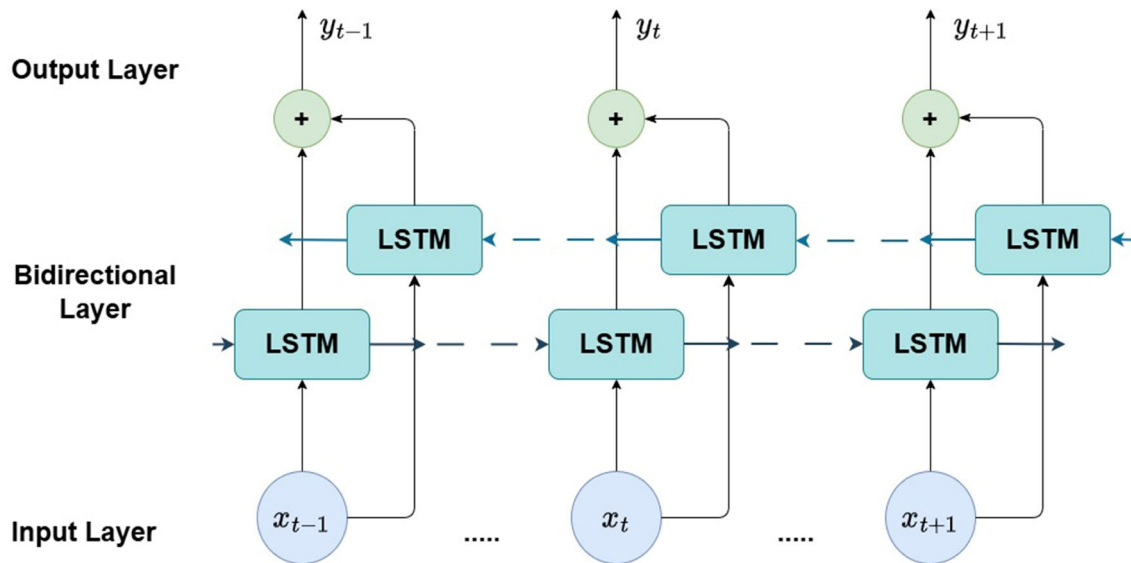 y_{t-1} y_t y_{t+1}
Output Layer
+ + +
LSTM LSTM LSTM
Bidirectional
Layer
LSTM LSTM LSTM
x_{t-1} x_t x_{t+1}
Input Layer
..... .....